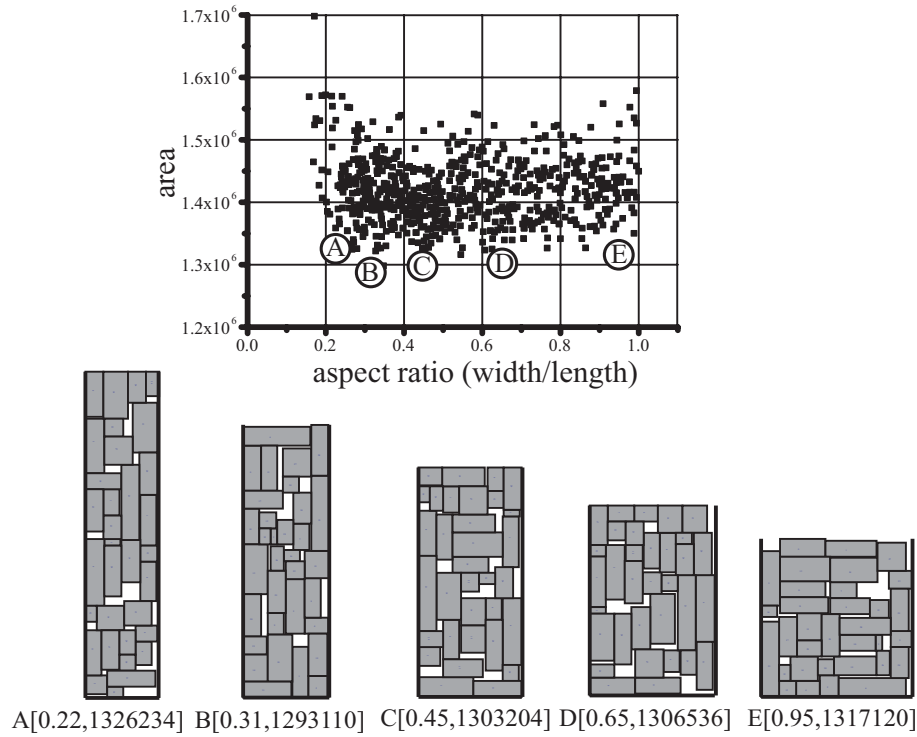 1.7x10⁶
1.6x10⁶
1.5x10⁶
1.4x10⁶
1.3x10⁶
1.2x10⁶
area
A
B
C
D
E
0.0 0.2 0.4 0.6 0.8 1.0
aspect ratio (width/length)
A[0.22,1326234] B[0.31,1293110] C[0.45,1303204] D[0.65,1306536] E[0.95,1317120]